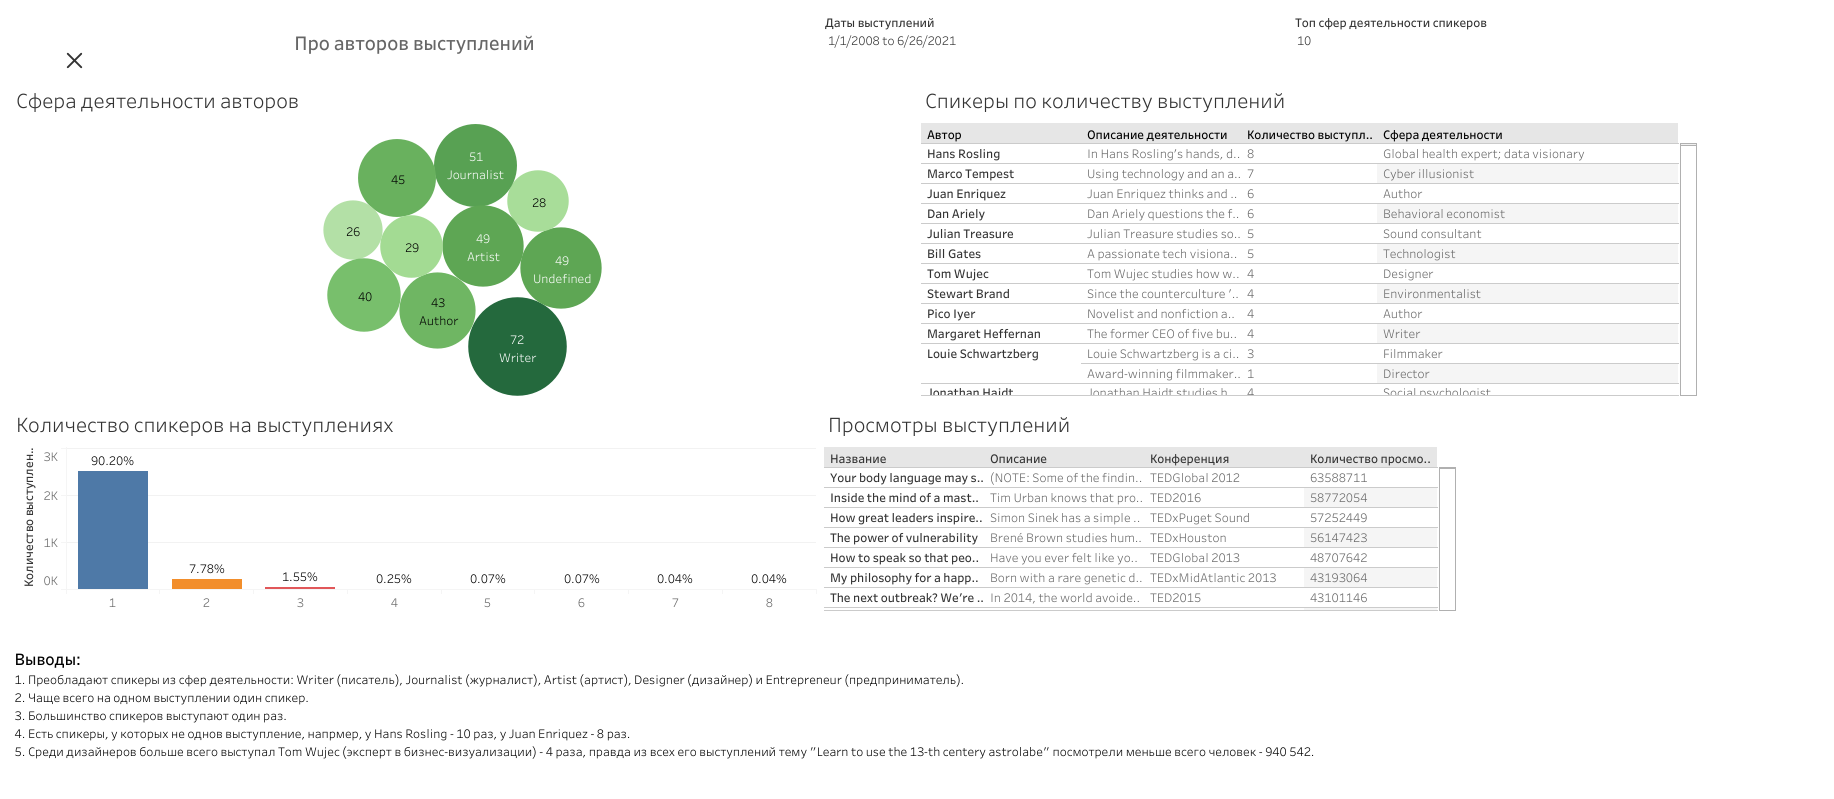 Про авторов выступлений
Даты выступлений
1/1/2008 to 6/26/2021
Топ сфер деятельности спикеров
10
Сфера деятельности авторов
51
Journalist
45
28
26
29
49
Artist
49
Undefined
40
43
Author
72
Writer
Спикеры по количеству выступлений
Автор Описание деятельности Количество выступл.. Сфера деятельности
Hans Rosling In Hans Rosling’s hands, d.. 8 Global health expert; data visionary
Marco Tempest Using technology and an a.. 7 Cyber illusionist
Juan Enriquez Juan Enriquez thinks and .. 6 Author
Dan Ariely Dan Ariely questions the f.. 6 Behavioral economist
Julian Treasure Julian Treasure studies so.. 5 Sound consultant
Bill Gates A passionate tech visiona.. 5 Technologist
Tom Wujec Tom Wujec studies how w.. 4 Designer
Stewart Brand Since the counterculture ‘.. 4 Environmentalist
Pico Iyer Novelist and nonfiction a.. 4 Author
Margaret Heffernan The former CEO of five bu.. 4 Writer
Louie Schwartzberg Louie Schwartzberg is a ci.. 3 Filmmaker
Award-winning filmmaker.. 1 Director
Jonathan Haidt Jonathan Haidt studies h.. 4 Social psychologist
Количество спикеров на выступлениях
Количество выступлен..
3K
2K
1K
0K
90.20%
7.78%
1.55%
0.25%
0.07%
0.07%
0.04%
0.04%
1 2 3 4 5 6 7 8
Просмотры выступлений
Название Описание Конференция Количество просмо..
Your body language may s.. (NOTE: Some of the findin.. TEDGlobal 2012 63588711
Inside the mind of a mast.. Tim Urban knows that pro.. TED2016 58772054
How great leaders inspire.. Simon Sinek has a simple .. TEDxPuget Sound 57252449
The power of vulnerability Brené Brown studies hum.. TEDxHouston 56147423
How to speak so that peo.. Have you ever felt like yo.. TEDGlobal 2013 48707642
My philosophy for a happ.. Born with a rare genetic d.. TEDxMidAtlantic 2013 43193064
The next outbreak? We’re .. In 2014, the world avoide.. TED2015 43101146
Выводы:
1. Преобладают спикеры из сфер деятельности: Writer (писатель), Journalist (журналист), Artist (артист), Designer (дизайнер) и Entrepreneur (предприниматель).
2. Чаще всего на одном выступлении один спикер.
3. Большинство спикеров выступают один раз.
4. Есть спикеры, у которых не однов выступление, напрмер, у Hans Rosling - 10 раз, у Juan Enriquez - 8 раз.
5. Среди дизайнеров больше всего выступал Tom Wujec (эксперт в бизнес-визуализации) - 4 раза, правда из всех его выступлений тему "Learn to use the 13-th centery astrolabe" посмотрели меньше всего человек - 940 542.